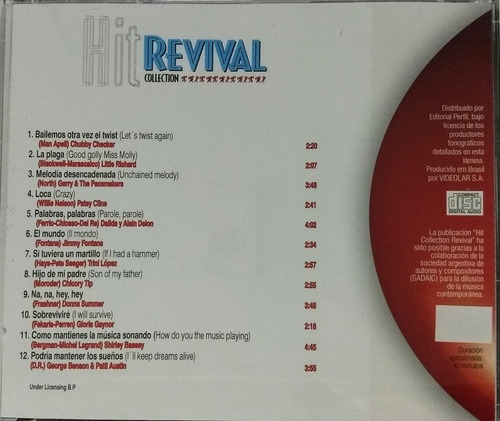 Hit REVIVAL
COLLECTION
1. Bailemos otra vez el twist (Let´s twist again)
(Man Apell) Chubby Checker 2:20
2. La plaga (Good golly Miss Molly)
(Blackwell-Marascalco) Little Richard 2:07
3. Melodía desencadenada (Unchained melody)
(North) Gerry & The Pacemakers 3:48
4. Loca (Crazy)
(Willie Nelson) Patsy Cline 2:41
5. Palabras, palabras (Parole, parole)
(Ferrio-Chiosso-Del Re) Dalida y Alain Delon 4:02
6. El mundo (Il mondo)
(Fontana) Jimmy Fontana 2:34
7. Si tuviera un martillo (If I had a hammer)
(Hays-Pete Seeger) Trini López 2:57
8. Hijo de mi padre (Son of my father)
(Moroder) Chicory Tip 2:55
9. Na, na, hey, hey
(Frashner) Donna Summer 3:48
10. Sobreviviré (I will survive)
(Fekaris-Perren) Gloria Gaynor 2:18
11. Como mantienes la música sonando (How do you the music playing)
(Bergman-Michel Legrand) Shirley Bassey 4:45
12. Podría mantener los sueños (I´ll keep dreams alive)
(D.R.) George Benson & Patti Austin 3:55
Under Licensing B.P
Distribuido por
Editorial Perfil, bajo
licencia de los
productores
fonográficos
detallados en esta
lámina.
Producido em Brasil
por VIDEOLAR S.A.
COMPACT
disc
DIGITAL AUDIO
La publicación "Hit
Collection Revival" ha
sido posible gracias a la
colaboración de la
sociedad argentina de
autores y compositores
(SADAIC) para la difusión
de la música
contemporánea.
Duración
aproximada:
43 minutos